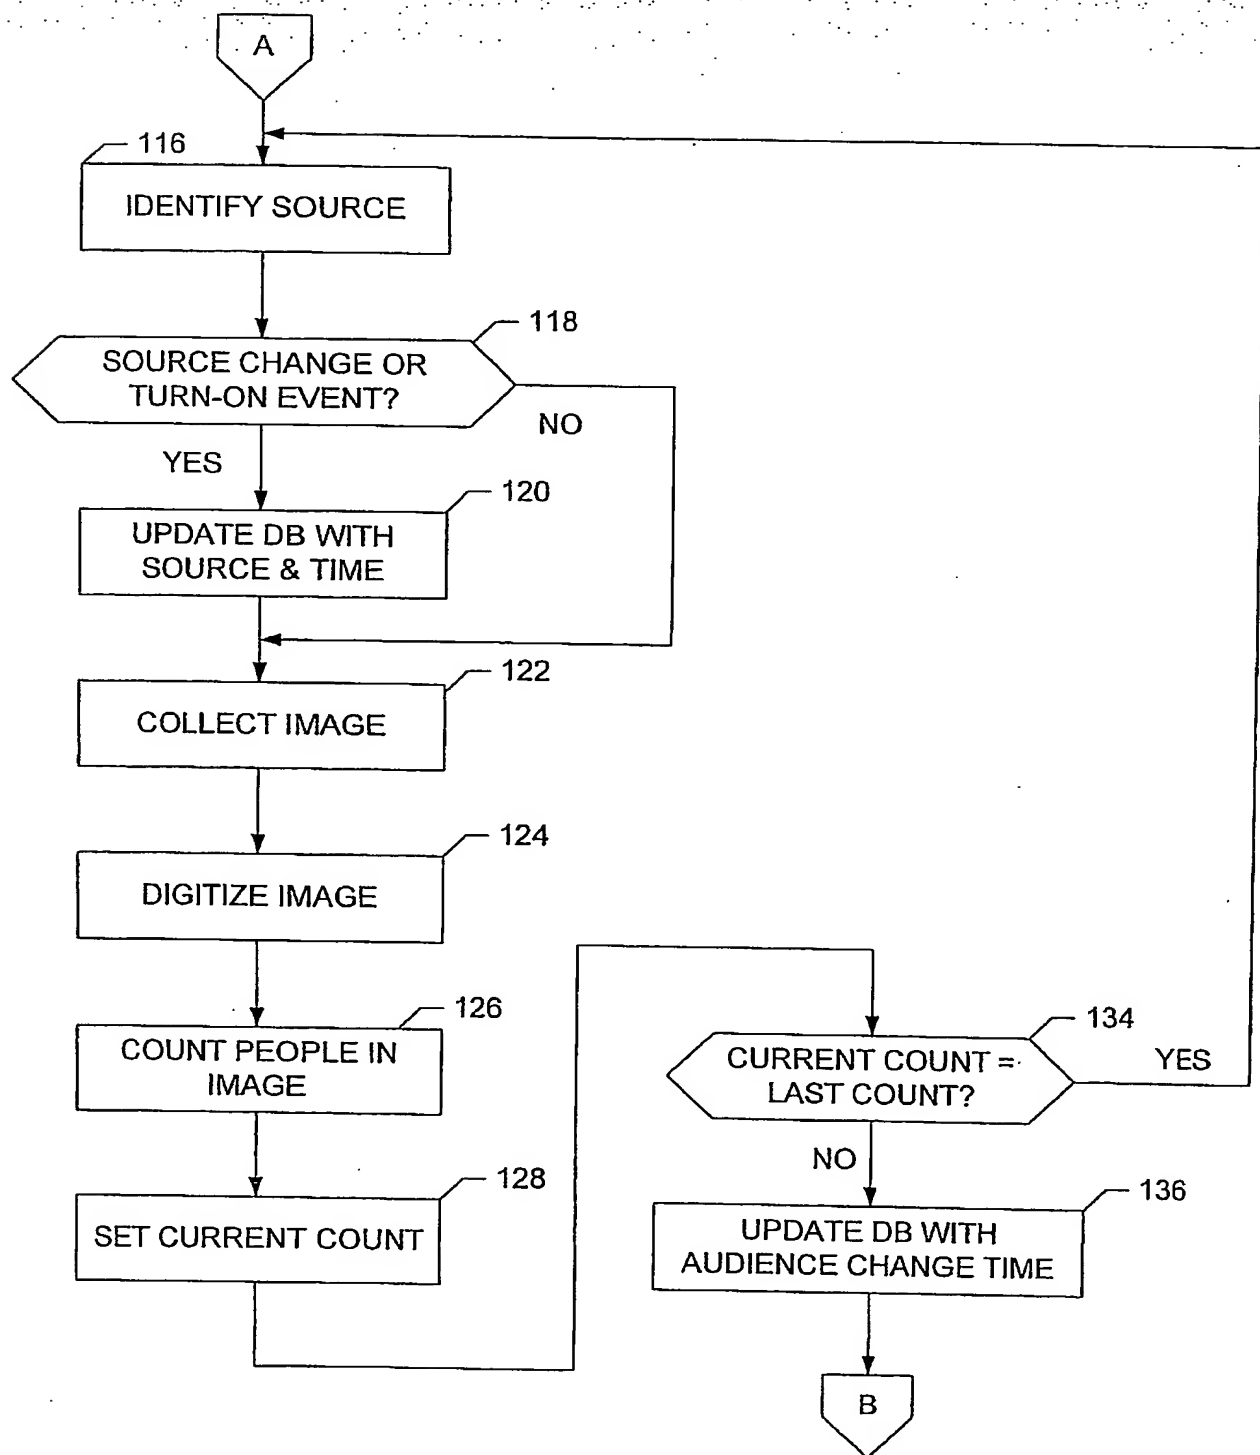 A
116
IDENTIFY SOURCE
118
SOURCE CHANGE OR
TURN-ON EVENT?
NO
YES
120
UPDATE DB WITH
SOURCE & TIME
122
COLLECT IMAGE
124
DIGITIZE IMAGE
126
COUNT PEOPLE IN
IMAGE
128
SET CURRENT COUNT
134
CURRENT COUNT =
LAST COUNT?
YES
NO
136
UPDATE DB WITH
AUDIENCE CHANGE TIME
B